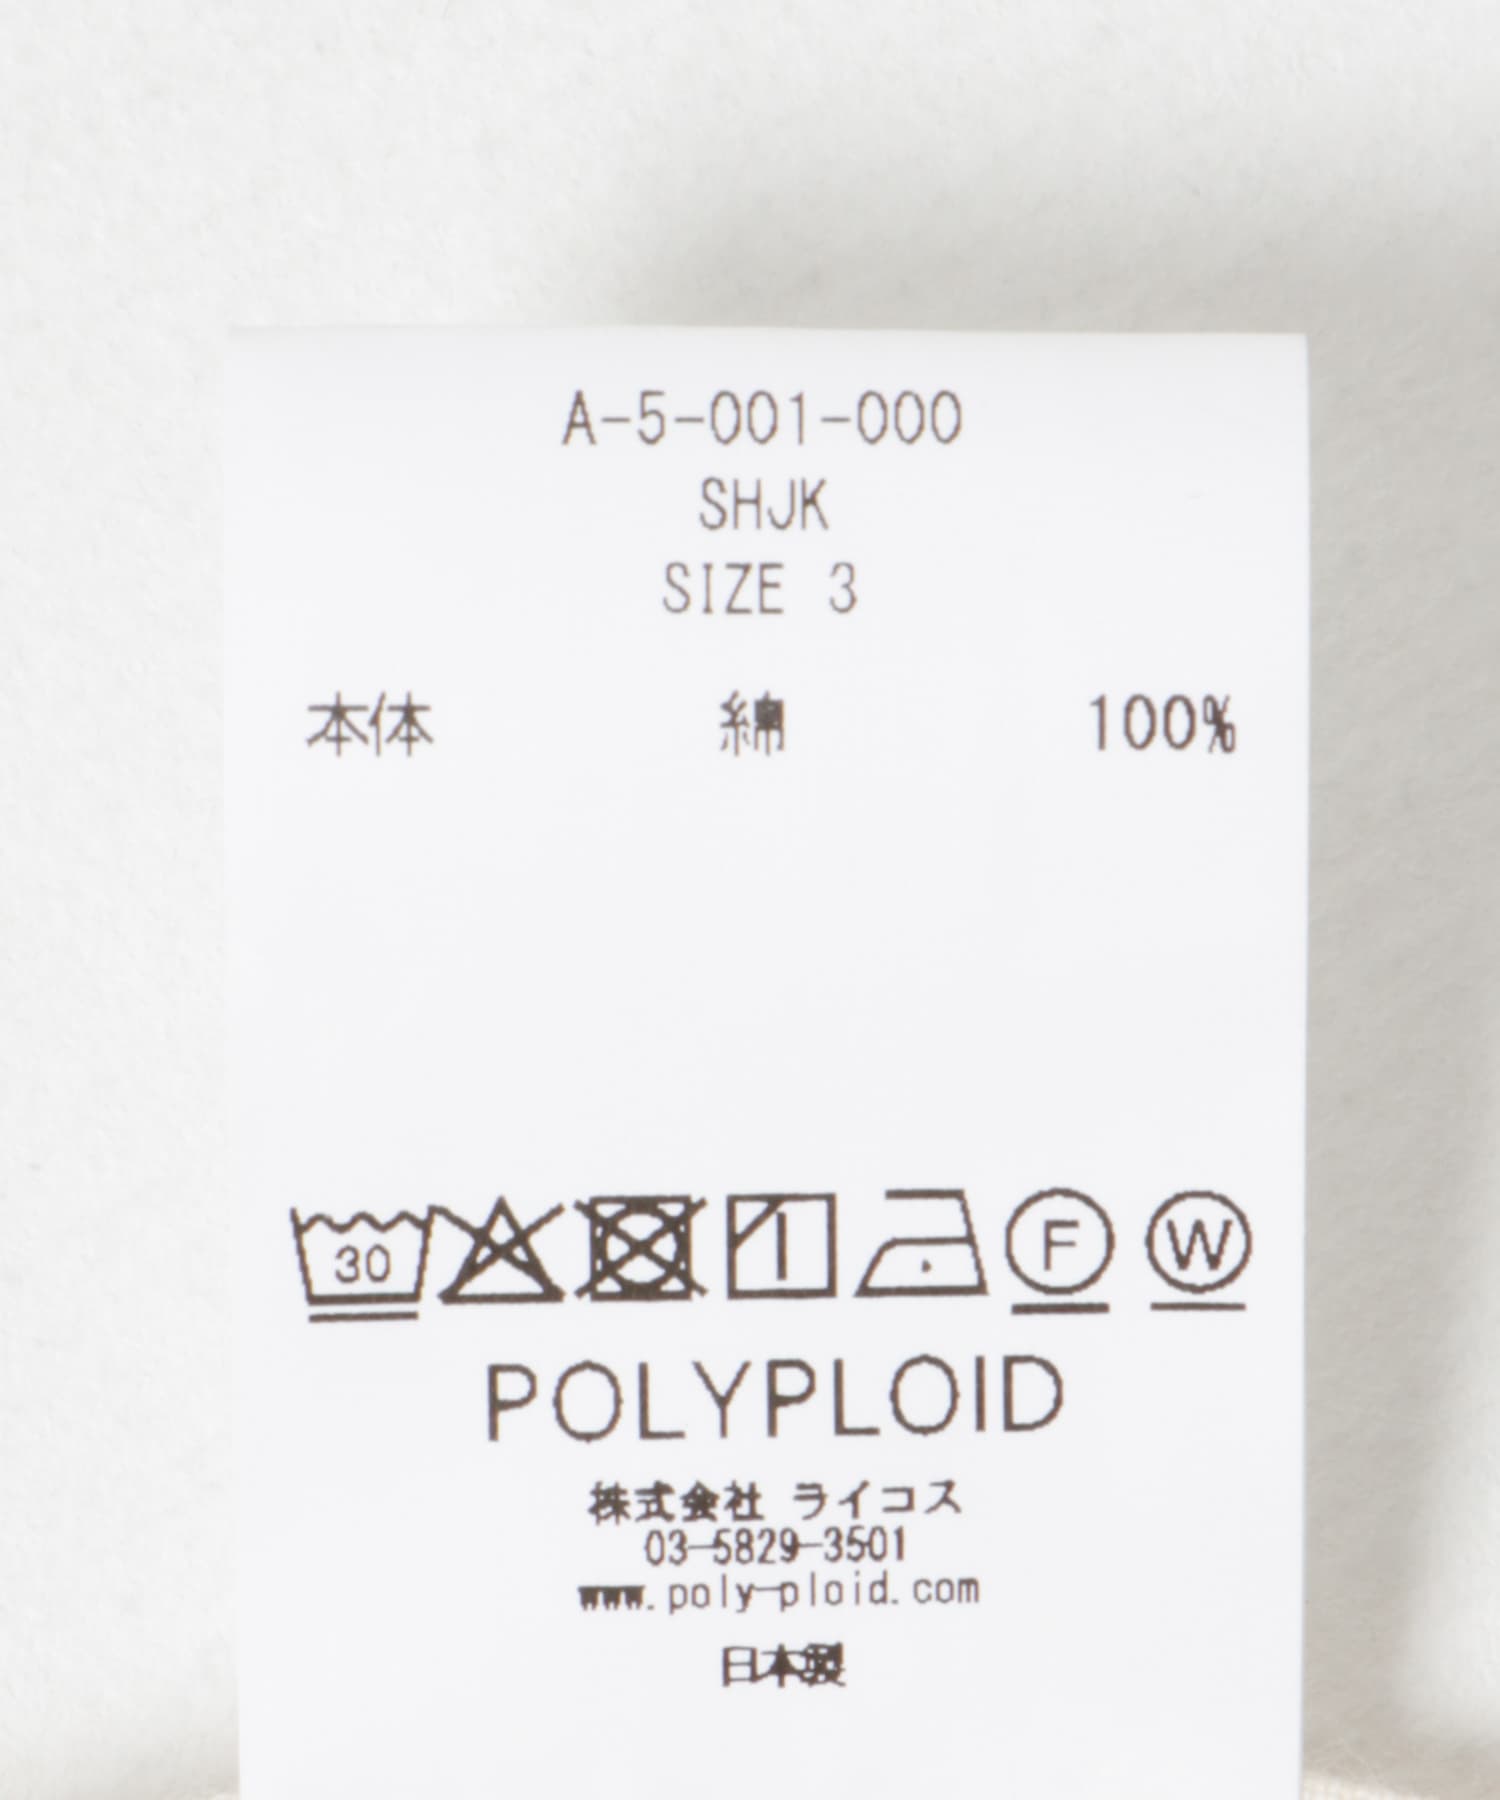 A-5-001-000
SHJK
SIZE 3
本体 綿 100%
30
F W
POLYPLOID
株式会社 ライコス
03-5829-3501
www.poly-ploid.com
日本製